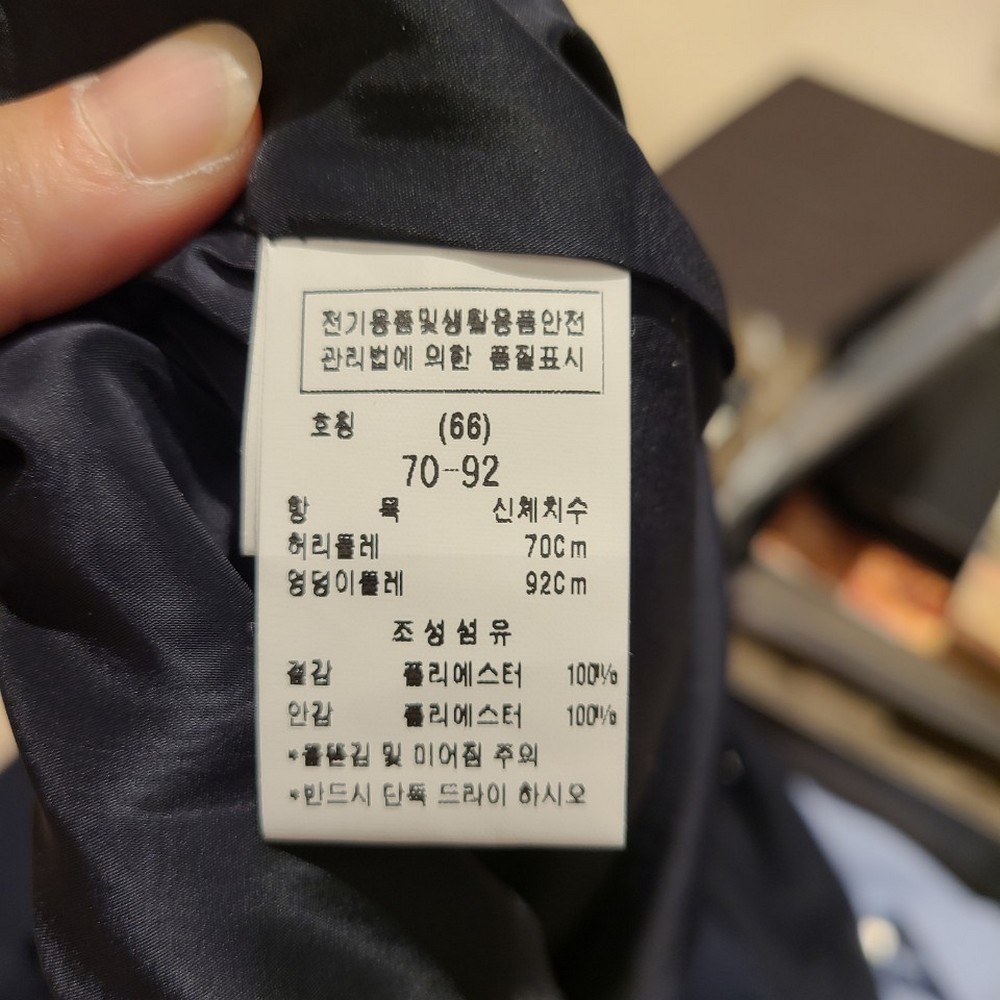 전기용품및생활용품안전
관리법에 의한 품질표시
호칭 (66)
70-92
항 목 신체치수
허리둘레 70Cm
엉덩이둘레 92Cm
조성섬유
겉감 폴리에스터 100%
안감 폴리에스터 100%
*올뜯김 및 미어짐 주의
*반드시 단독 드라이 하시오